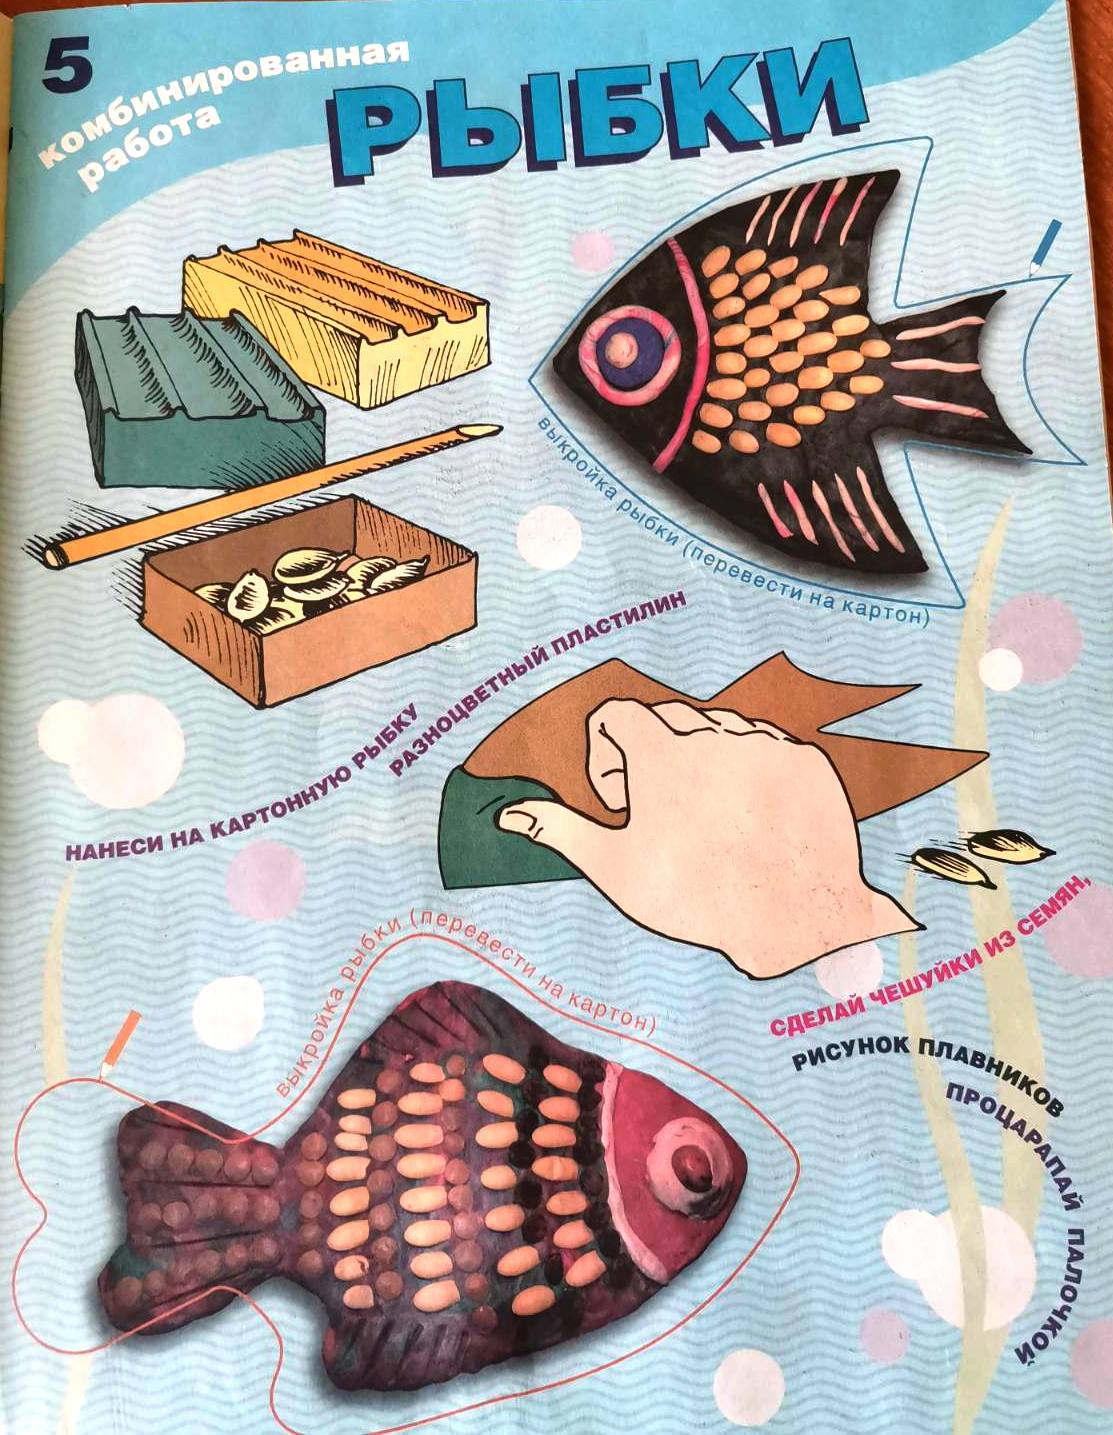 5
комбинированная
работа
РЫБКИ
выкройка рыбки (перевести на картон)
НАНЕСИ НА КАРТОННУЮ РЫБКУ
РАЗНОЦВЕТНЫЙ ПЛАСТИЛИН
СДЕЛАЙ ЧЕШУЙКИ ИЗ СЕМЯН,
РИСУНОК ПЛАВНИКОВ
ПРОЦАРАПАЙ ПАЛОЧКОЙ
выкройка рыбки (перевести на картон)